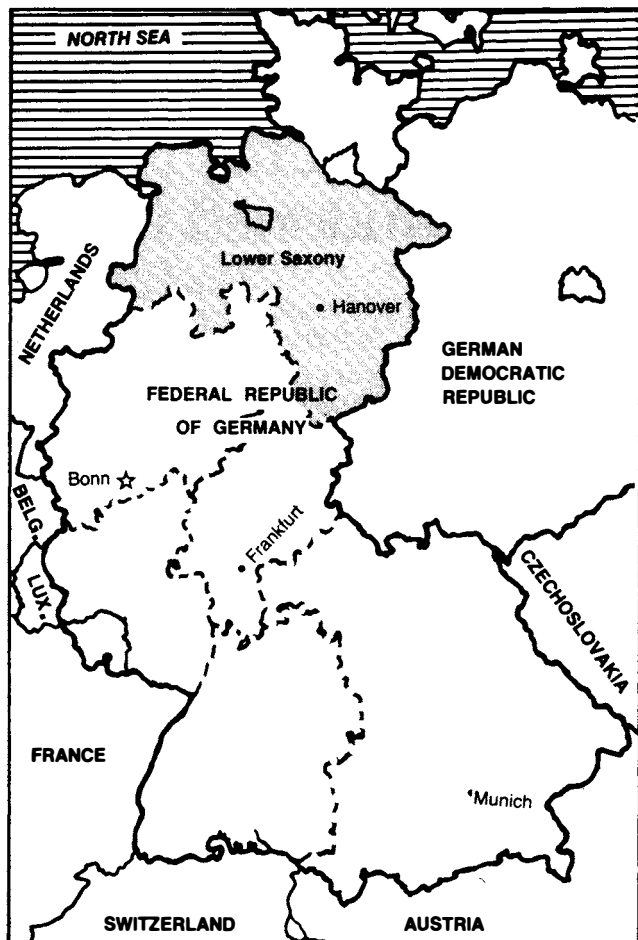 NORTH SEA
Lower Saxony
Hanover
NETHERLANDS
GERMAN
DEMOCRATIC
REPUBLIC
FEDERAL REPUBLIC
OF GERMANY
Bonn
BELG.
Frankfurt
LUX.
CZECHOSLOVAKIA
FRANCE
Munich
SWITZERLAND
AUSTRIA